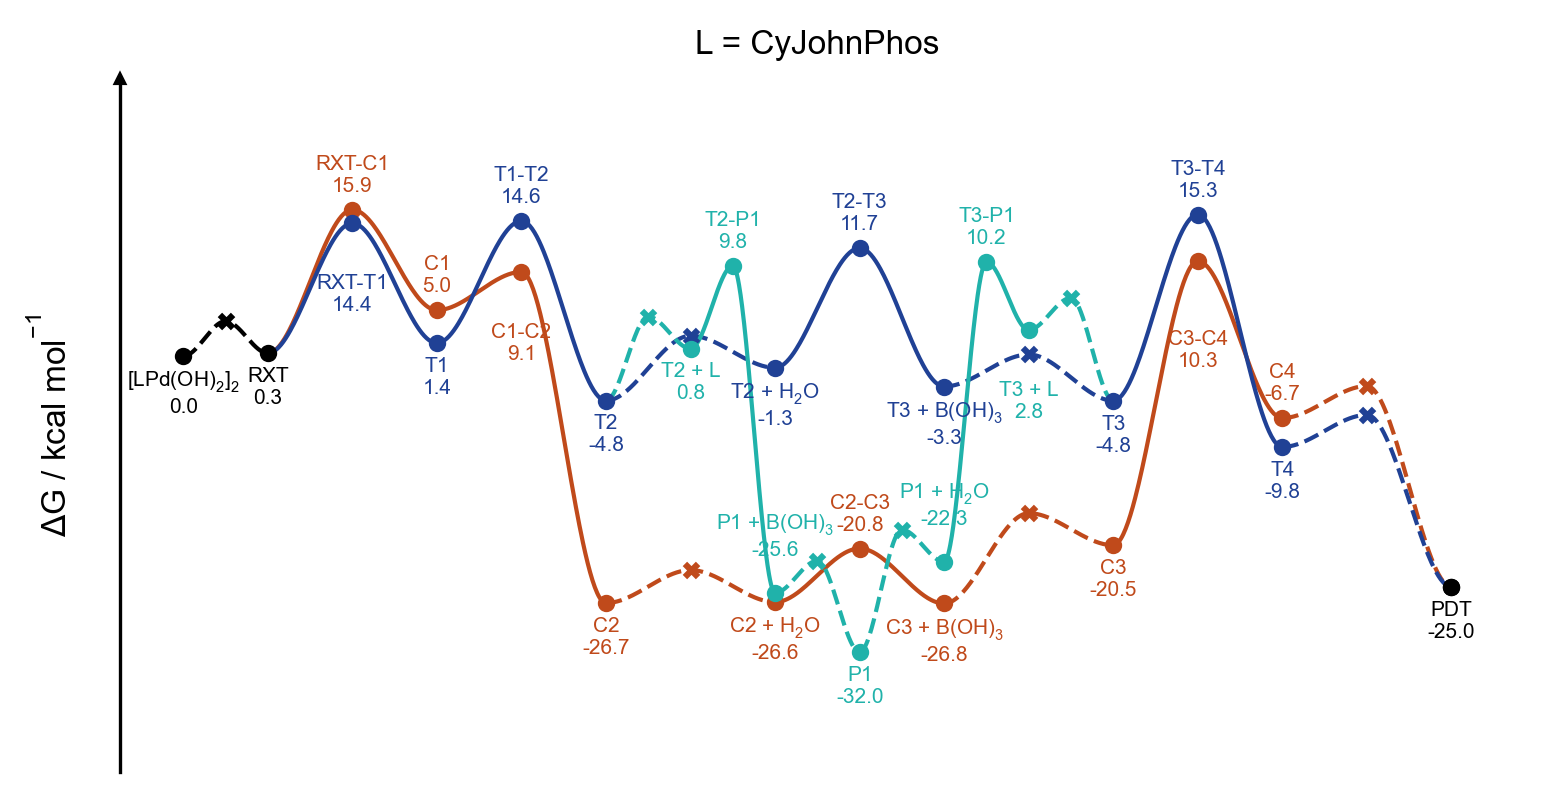 L = CyJohnPhos
ΔG / kcal mol⁻¹
RXT-C1
15.9
T1-T2
14.6
T3-T4
15.3
T2-T3
11.7
T2-P1
9.8
T3-P1
10.2
C1
5.0
RXT-T1
14.4
C1-C2
9.1
C3-C4
10.3
[LPd(OH)₂]₂
0.0
RXT
0.3
T1
1.4
T2 + L
0.8
T2 + H₂O
-1.3
T3 + L
2.8
T3 + B(OH)₃
-3.3
C4
-6.7
T2
-4.8
T3
-4.8
T4
-9.8
P1 + H₂O
-22.3
C2-C3
-20.8
P1 + B(OH)₃
-25.6
C3
-20.5
C2
-26.7
C2 + H₂O
-26.6
C3 + B(OH)₃
-26.8
PDT
-25.0
P1
-32.0